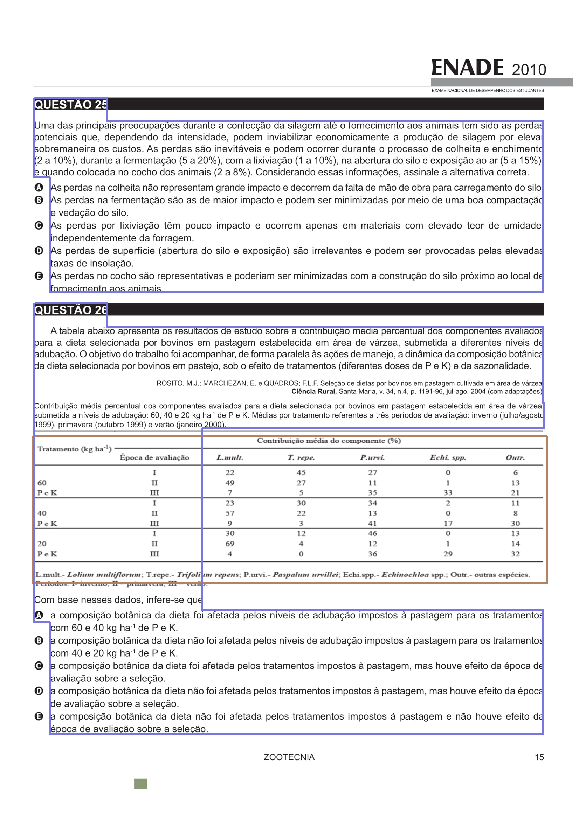 ENADE 2010
EXAME NACIONAL DE DESEMPENHO DOS ESTUDANTES
QUESTÃO 25
Uma das principais preocupações durante a confecção da silagem até o fornecimento aos animais tem sido as perdas
potenciais que, dependendo da intensidade, podem inviabilizar economicamente a produção de silagem por elevar
sobremaneira os custos. As perdas são inevitáveis e podem ocorrer durante o processo de colheita e enchimento
(2 a 10%), durante a fermentação (5 a 20%), com a lixiviação (1 a 10%), na abertura do silo e exposição ao ar (5 a 15%)
e quando colocada no cocho dos animais (2 a 8%). Considerando essas informações, assinale a alternativa correta.
A As perdas na colheita não representam grande impacto e decorrem da falta de mão de obra para carregamento do silo.
B As perdas na fermentação são as de maior impacto e podem ser minimizadas por meio de uma boa compactação
e vedação do silo.
C As perdas por lixiviação têm pouco impacto e ocorrem apenas em materiais com elevado teor de umidade,
independentemente da forragem.
D As perdas de superfície (abertura do silo e exposição) são irrelevantes e podem ser provocadas pelas elevadas
taxas de insolação.
E As perdas no cocho são representativas e poderiam ser minimizadas com a construção do silo próximo ao local de
fornecimento aos animais.
QUESTÃO 26
A tabela abaixo apresenta os resultados de estudo sobre a contribuição média percentual dos componentes avaliados
para a dieta selecionada por bovinos em pastagem estabelecida em área de várzea, submetida a diferentes níveis de
adubação. O objetivo do trabalho foi acompanhar, de forma paralela às ações de manejo, a dinâmica da composição botânica
da dieta selecionada por bovinos em pastejo, sob o efeito de tratamentos (diferentes doses de P e K) e da sazonalidade.
ROSITO, M.J.; MARCHEZAN, E. e QUADROS; F.L.F. Seleção de dietas por bovinos em pastagem cultivada em área de várzea.
Ciência Rural, Santa Maria, v. 34, n.4, p. 1191-96, jul-ago, 2004 (com adaptações)
Contribuição média percentual dos componentes avaliados para a dieta selecionada por bovinos em pastagem estabelecida em área de várzea,
submetida a níveis de adubação: 60, 40 e 20 kg ha⁻¹ de P e K. Médias por tratamento referentes a três períodos de avaliação: inverno (julho/agosto
1999), primavera (outubro 1999) e verão (janeiro 2000).
Tratamento (kg ha⁻¹) Contribuição média do componente (%)
Época de avaliação L.mult. T. repe. P.urvi. Echi. spp. Outr.
I 22 45 27 0 6
60 II 49 27 11 1 13
P e K III 7 5 35 33 21
I 23 30 34 2 11
40 II 57 22 13 0 8
P e K III 9 3 41 17 30
I 30 12 46 0 13
20 II 69 4 12 1 14
P e K III 4 0 36 29 32
L.mult.- Lolium multiflorum; T.repe.- Trifolium repens; P.urvi.- Paspalum urvillei; Echi.spp.- Echinochloa spp.; Outr.- outras espécies.
Períodos: I- inverno; II – primavera; III – verão.
Com base nesses dados, infere-se que
A a composição botânica da dieta foi afetada pelos níveis de adubação impostos à pastagem para os tratamentos
com 60 e 40 kg ha⁻¹ de P e K.
B a composição botânica da dieta não foi afetada pelos níveis de adubação impostos à pastagem para os tratamentos
com 40 e 20 kg ha⁻¹ de P e K.
C a composição botânica da dieta foi afetada pelos tratamentos impostos à pastagem, mas houve efeito da época de
avaliação sobre a seleção.
D a composição botânica da dieta não foi afetada pelos tratamentos impostos à pastagem, mas houve efeito da época
de avaliação sobre a seleção.
E a composição botânica da dieta não foi afetada pelos tratamentos impostos à pastagem e não houve efeito da
época de avaliação sobre a seleção.
ZOOTECNIA 15